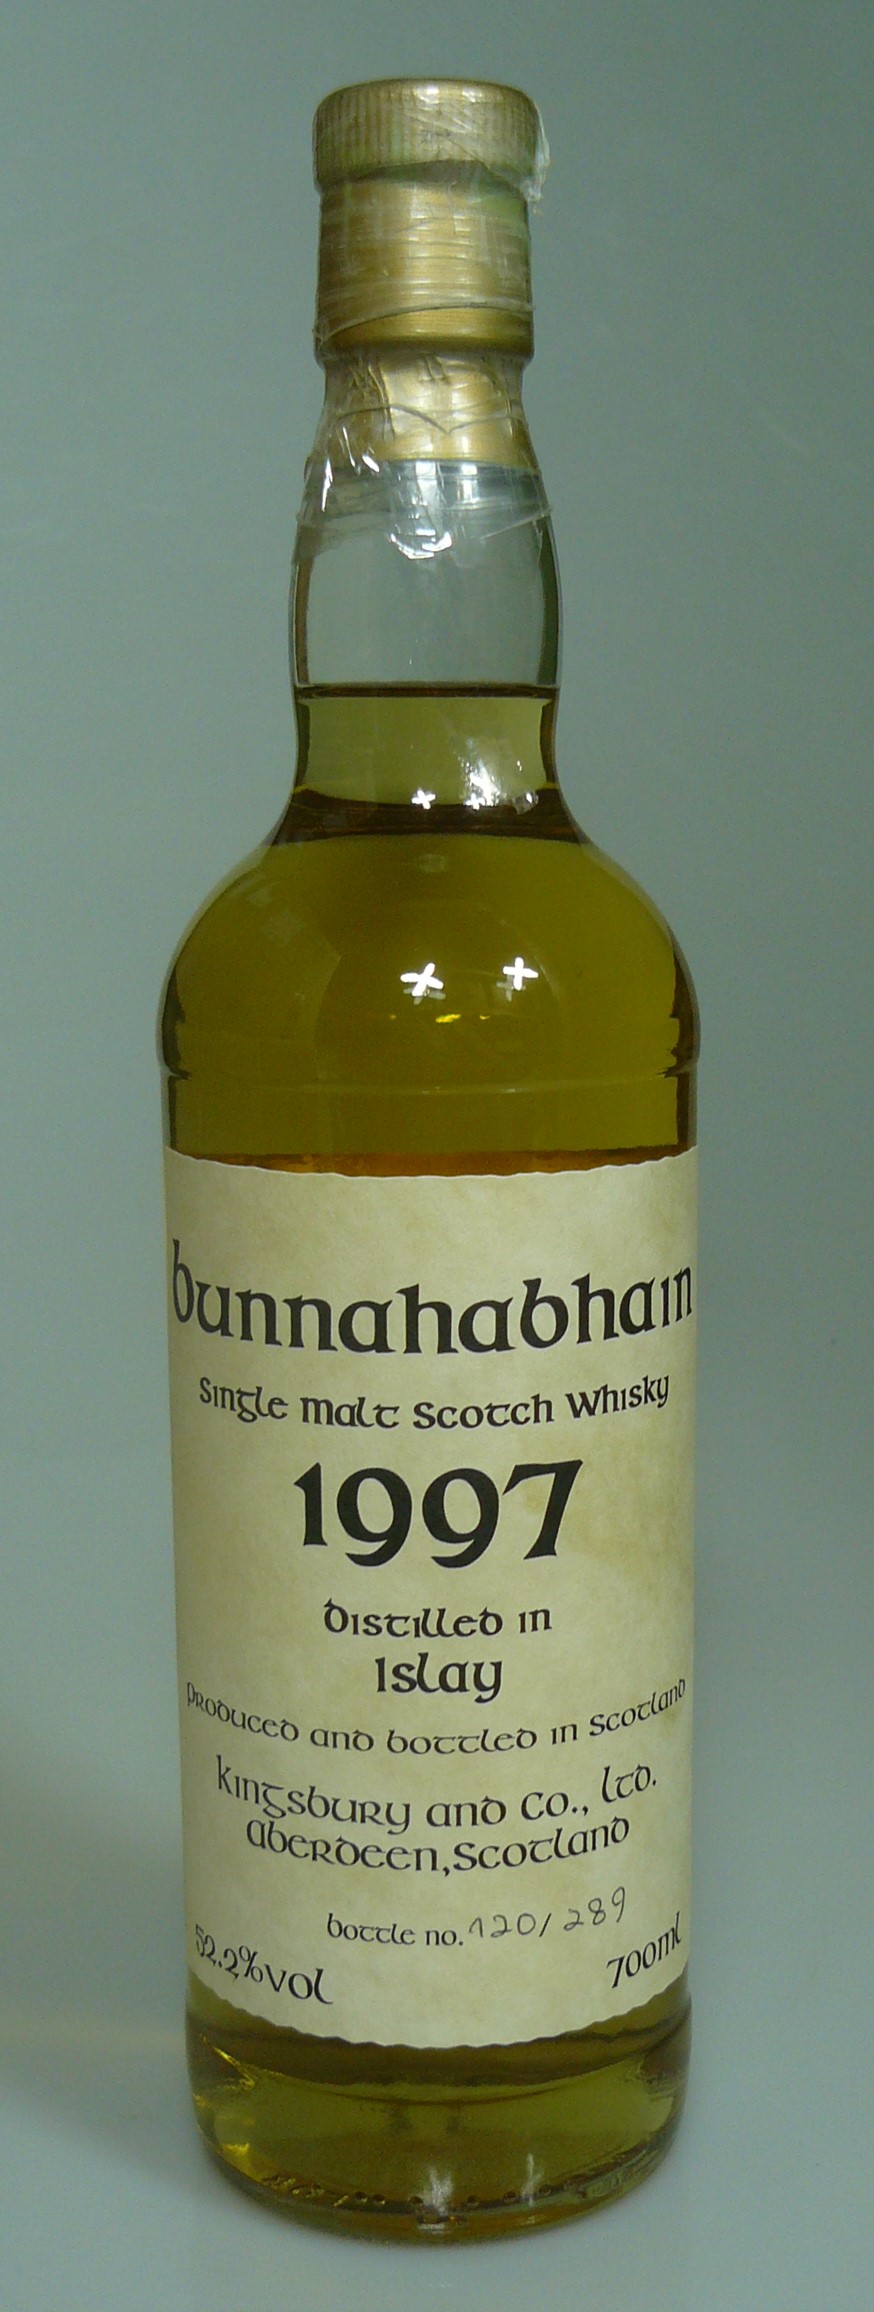 bunnahabhain
Single Malt Scotch Whisky
1997
Distilled in
Islay
Produced and bottled in Scotland
Kingsbury and Co., Ltd.
Aberdeen, Scotland
bottle no. 120/289
52.2%vol
700ml